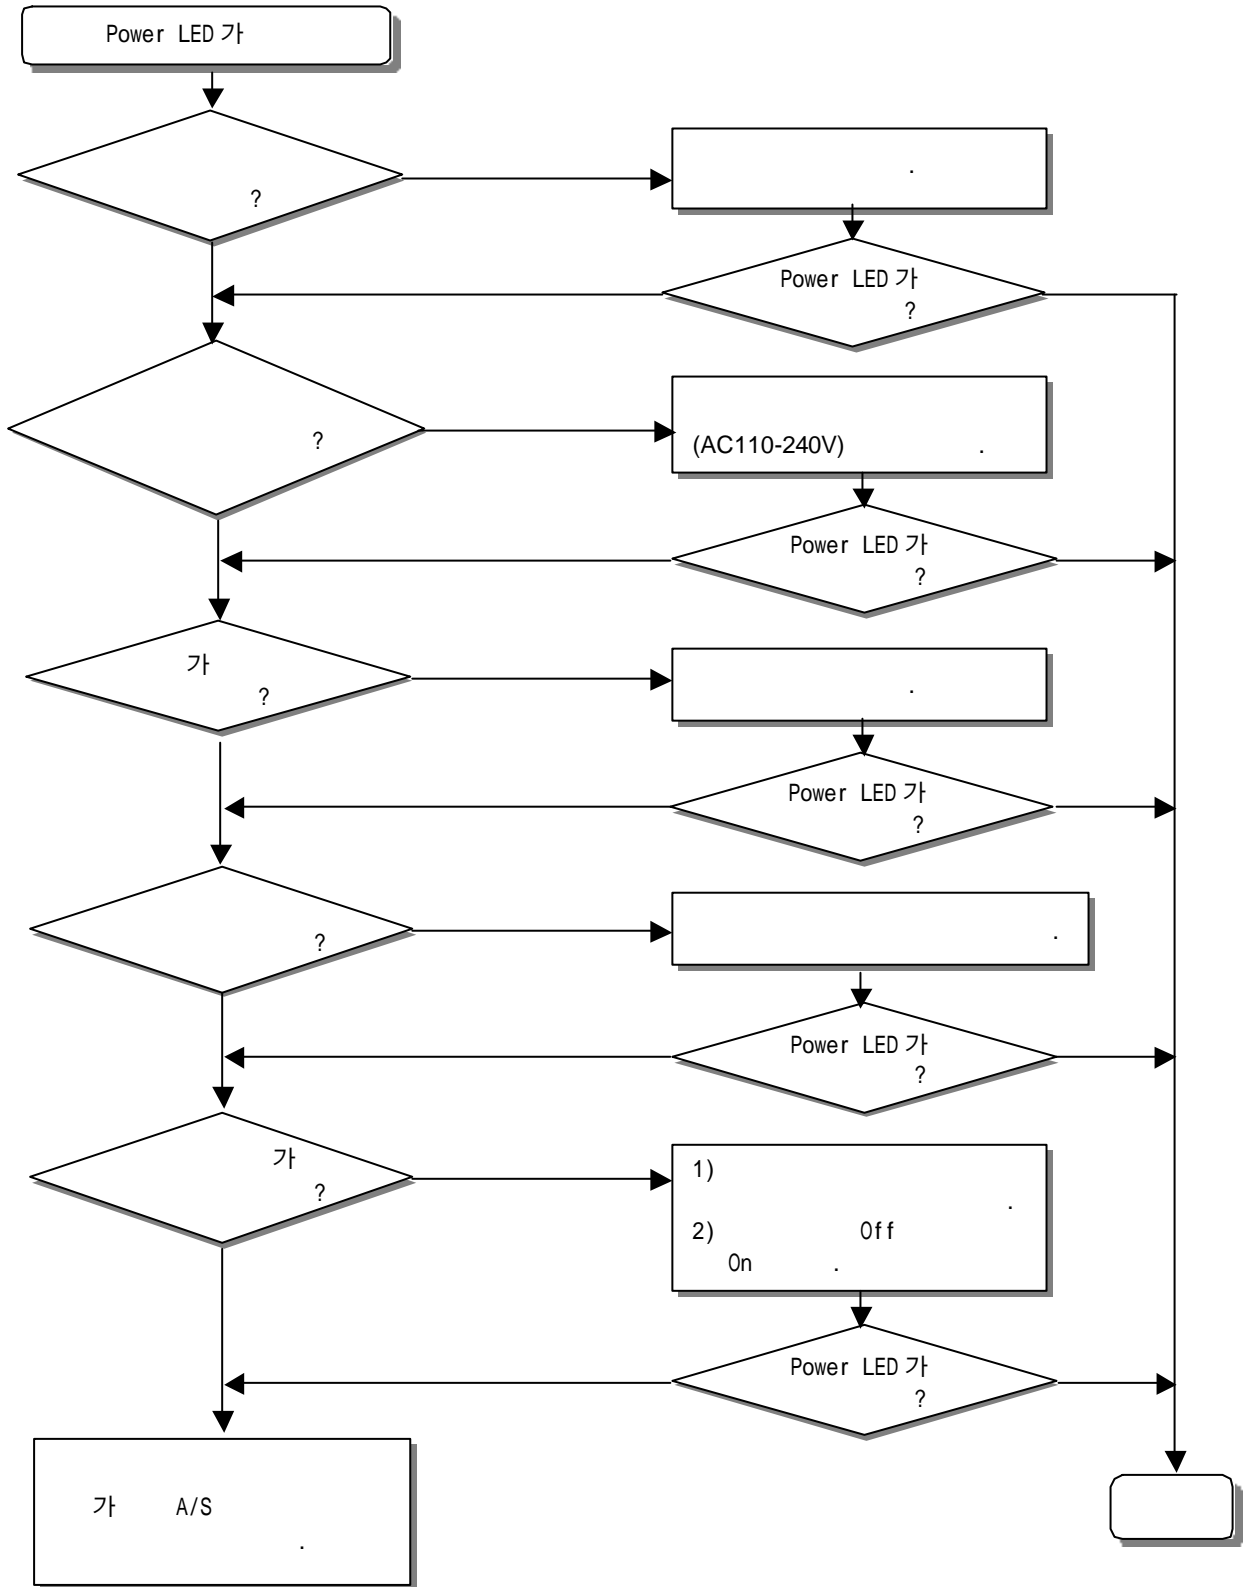 Power LED 가
?
.
Power LED 가
?
?
(AC110-240V) .
Power LED 가
?
가
?
.
Power LED 가
?
?
.
Power LED 가
?
가
?
1)
.
2) Off
On .
Power LED 가
?
가 A/S
.